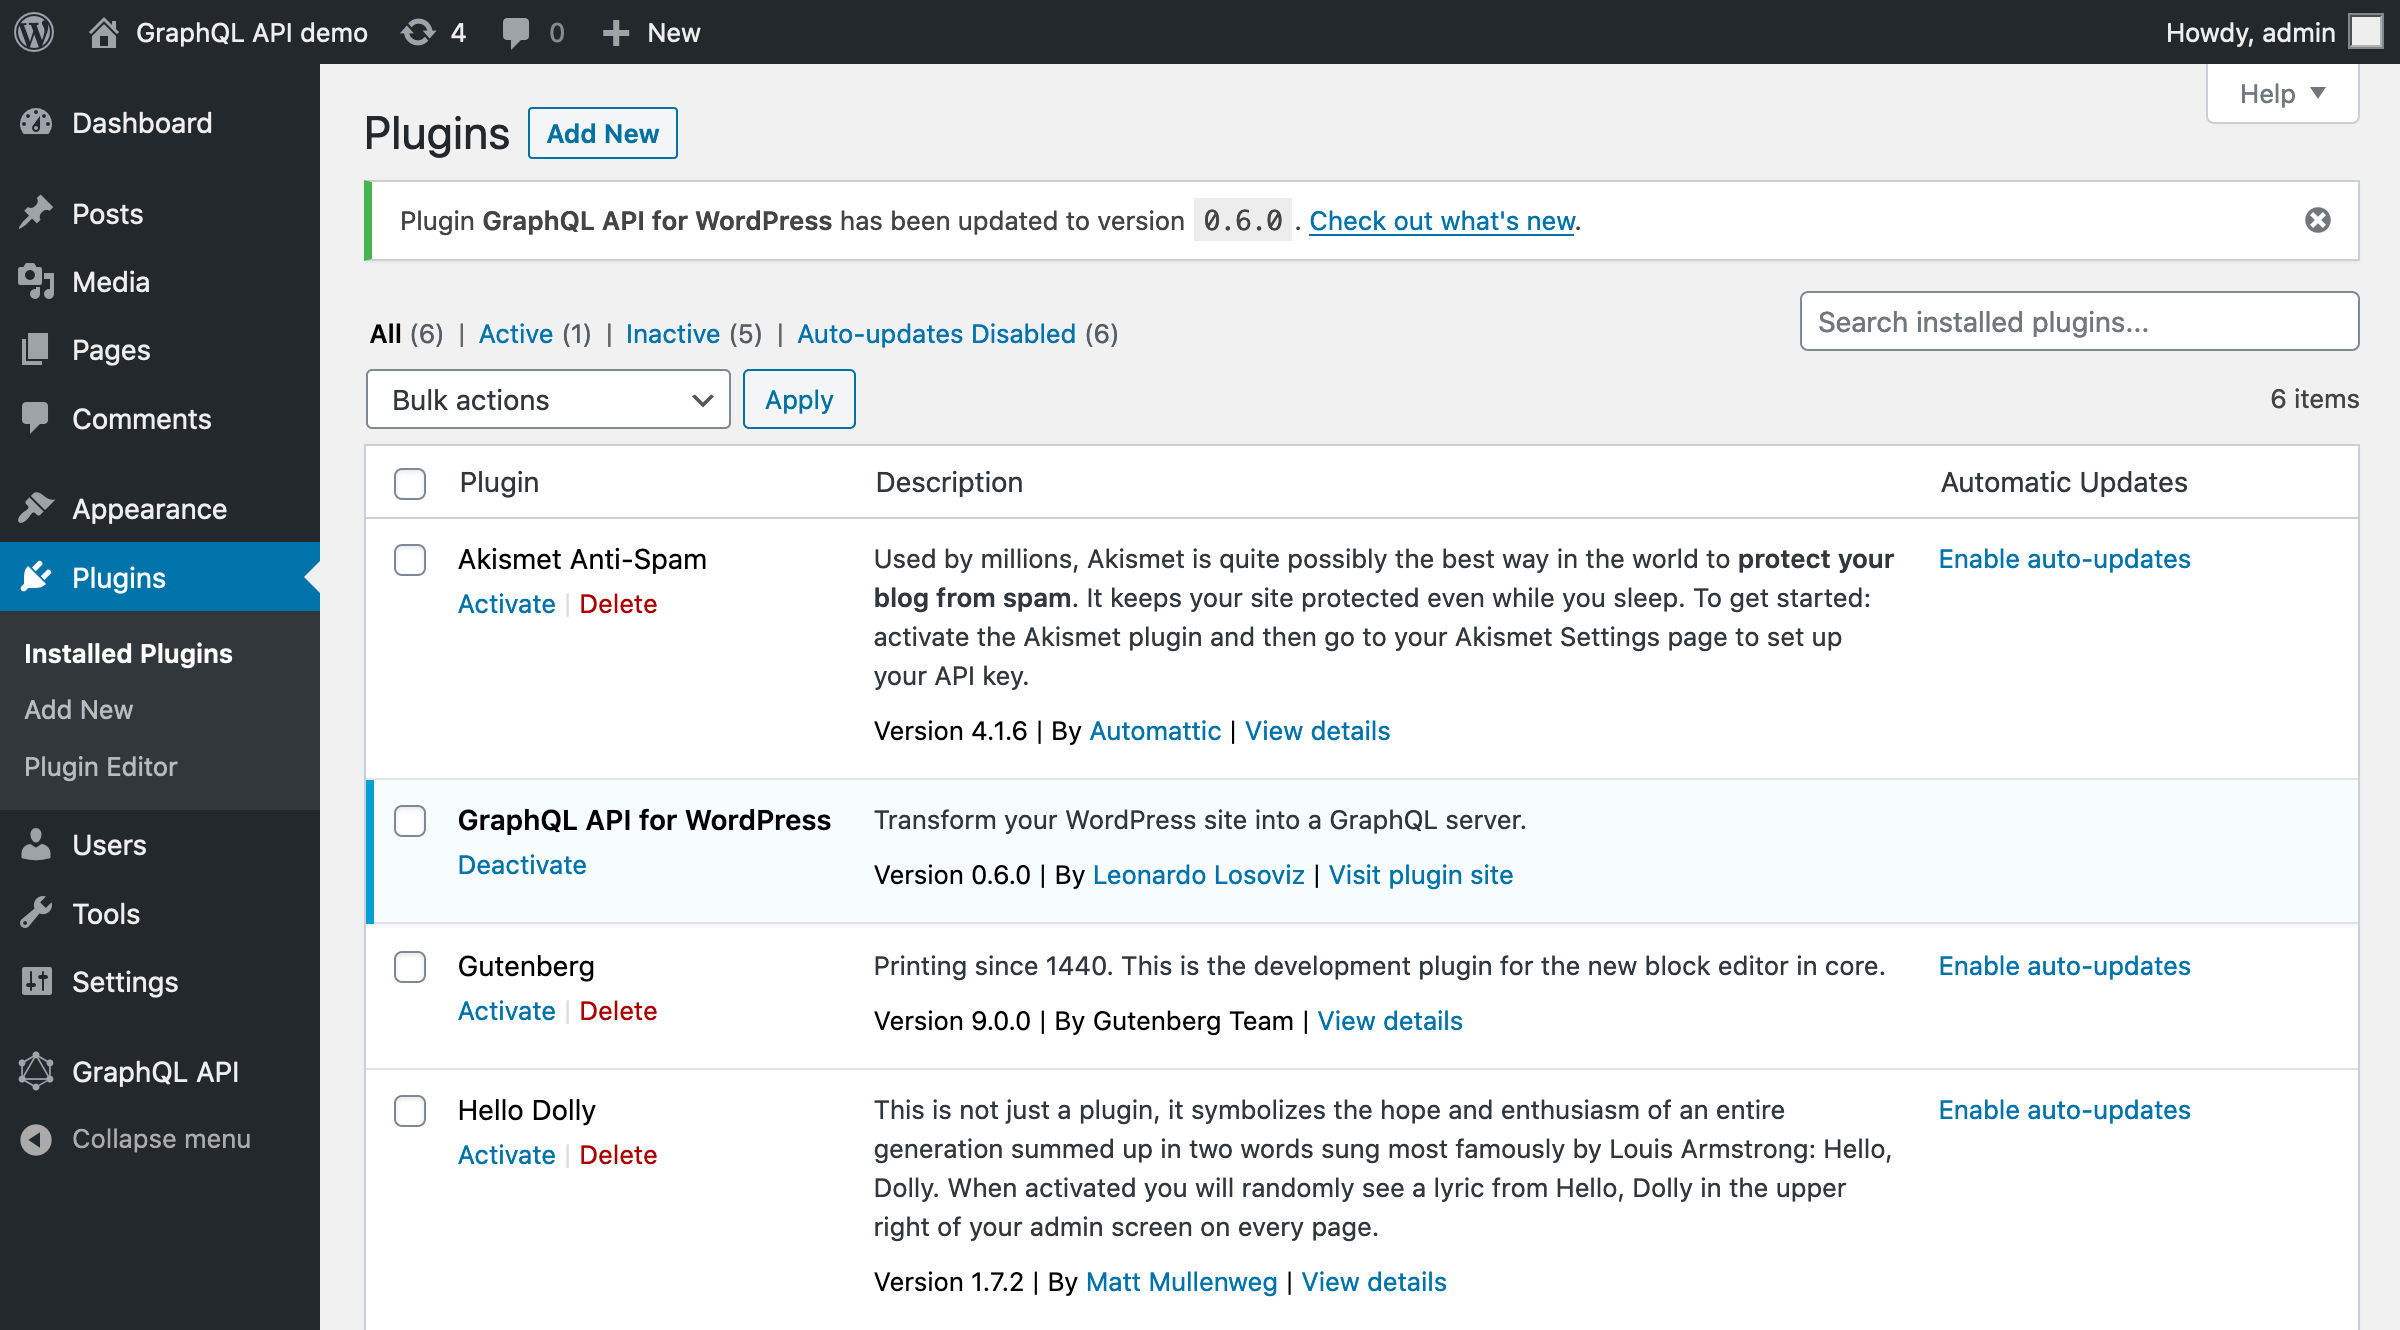 GraphQL API demo 4 0 New Howdy, admin
Help
Dashboard
Posts
Media
Pages
Comments
Appearance
Plugins
Installed Plugins
Add New
Plugin Editor
Users
Tools
Settings
GraphQL API
Collapse menu
Plugins Add New
Plugin GraphQL API for WordPress has been updated to version 0.6.0 . Check out what's new.
All (6) | Active (1) | Inactive (5) | Auto-updates Disabled (6)
Search installed plugins...
Bulk actions Apply
6 items
Plugin Description Automatic Updates
Akismet Anti-Spam
Activate | Delete
Used by millions, Akismet is quite possibly the best way in the world to protect your
blog from spam. It keeps your site protected even while you sleep. To get started:
activate the Akismet plugin and then go to your Akismet Settings page to set up
your API key.
Version 4.1.6 | By Automattic | View details
Enable auto-updates
GraphQL API for WordPress
Deactivate
Transform your WordPress site into a GraphQL server.
Version 0.6.0 | By Leonardo Losoviz | Visit plugin site
Gutenberg
Activate | Delete
Printing since 1440. This is the development plugin for the new block editor in core.
Version 9.0.0 | By Gutenberg Team | View details
Enable auto-updates
Hello Dolly
Activate | Delete
This is not just a plugin, it symbolizes the hope and enthusiasm of an entire
generation summed up in two words sung most famously by Louis Armstrong: Hello,
Dolly. When activated you will randomly see a lyric from Hello, Dolly in the upper
right of your admin screen on every page.
Version 1.7.2 | By Matt Mullenweg | View details
Enable auto-updates